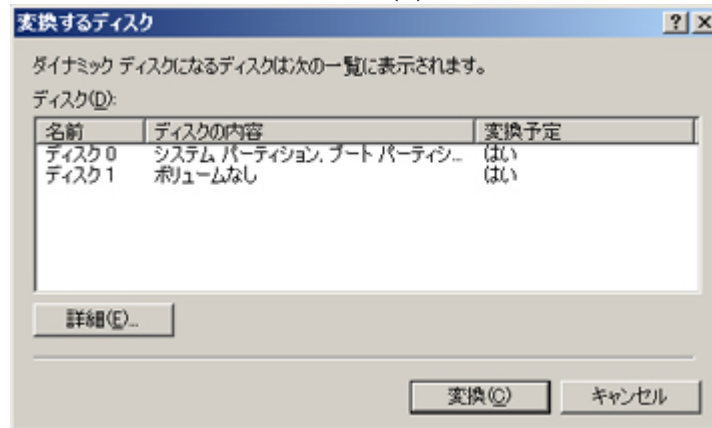 変換するディスク
ダイナミック ディスクになるディスクは次の一覧に表示されます。
ディスク(D):
名前 ディスクの内容 変換予定
ディスク 0 システム パーティション, ブート パーティシ... はい
ディスク 1 ボリュームなし はい
詳細(E)...
変換(C) キャンセル